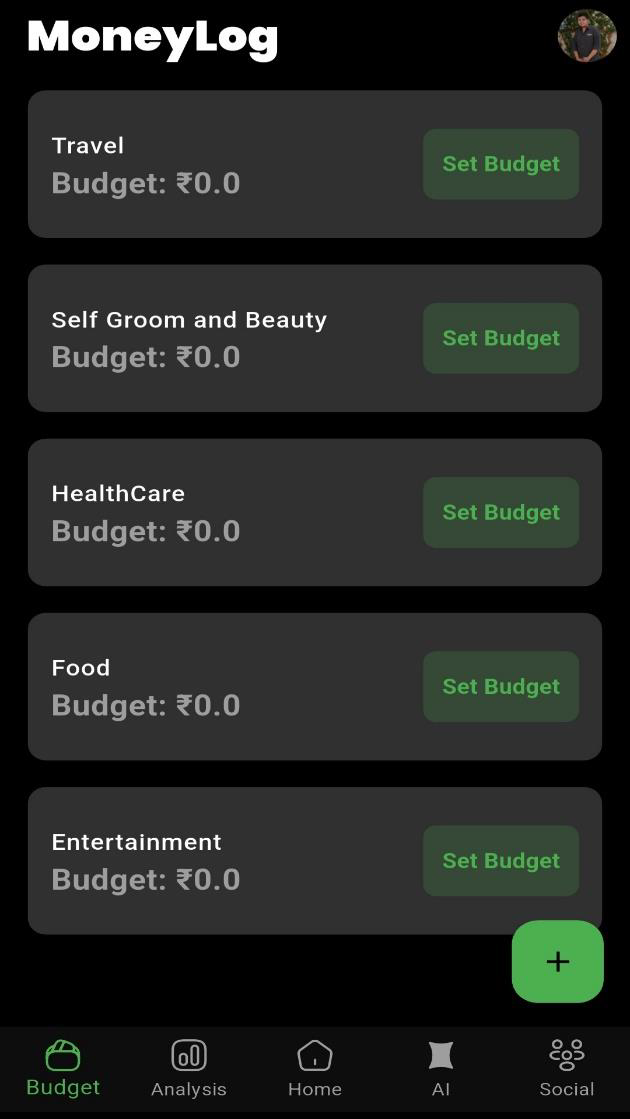 MoneyLog
Travel
Budget: ₹0.0
Set Budget
Self Groom and Beauty
Budget: ₹0.0
Set Budget
HealthCare
Budget: ₹0.0
Set Budget
Food
Budget: ₹0.0
Set Budget
Entertainment
Budget: ₹0.0
Set Budget
+
Budget
Analysis
Home
AI
Social